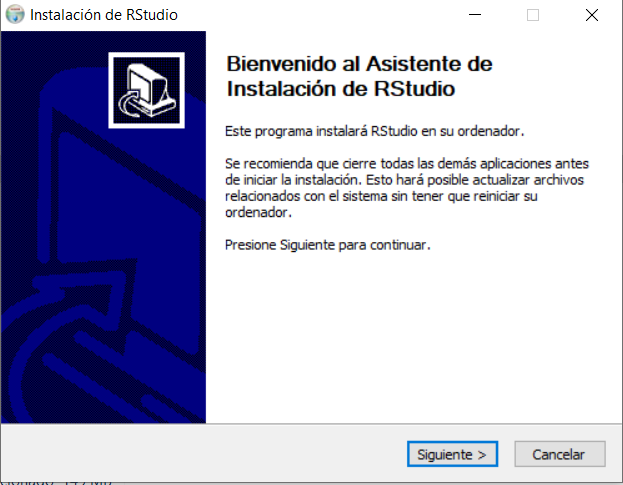 Instalación de RStudio
Bienvenido al Asistente de
Instalación de RStudio
Este programa instalará RStudio en su ordenador.
Se recomienda que cierre todas las demás aplicaciones antes
de iniciar la instalación. Esto hará posible actualizar archivos
relacionados con el sistema sin tener que reiniciar su
ordenador.
Presione Siguiente para continuar.
Siguiente >
Cancelar